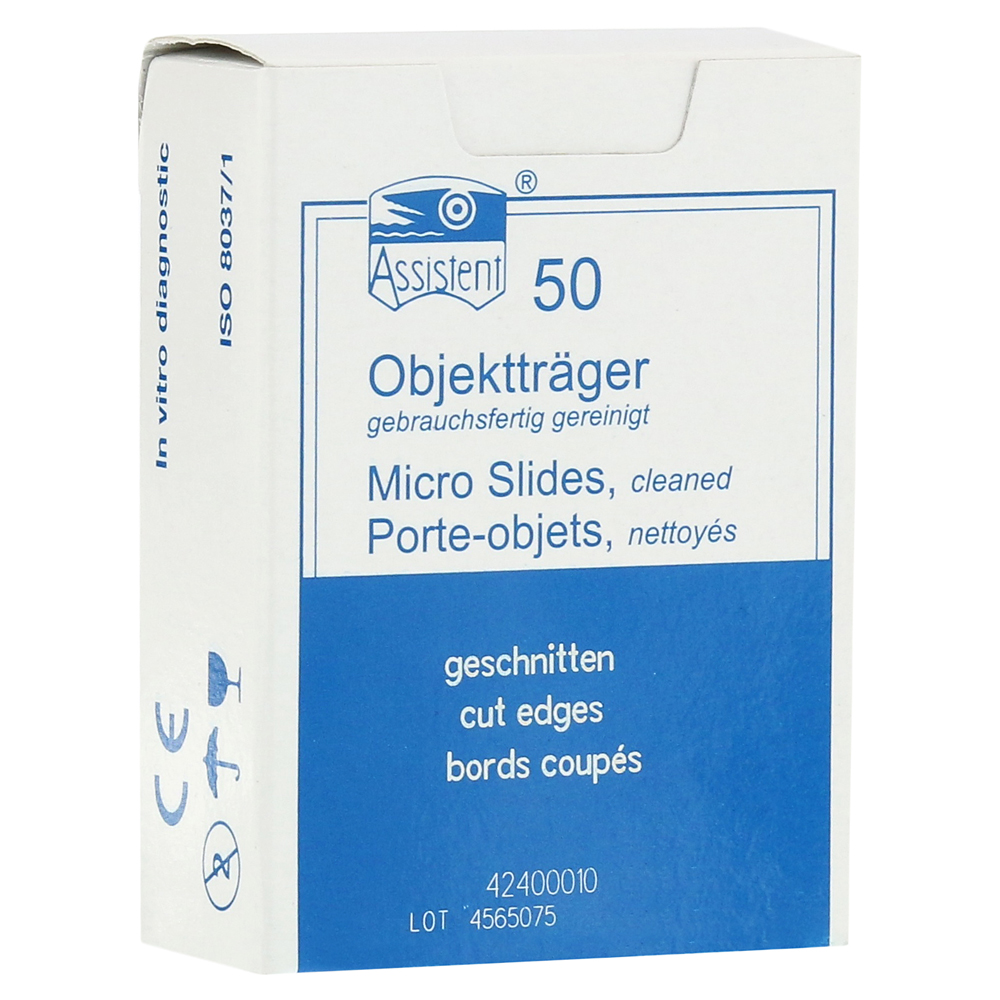 In vitro diagnostic
ISO 8037/1
CE
2
®
Assistent
50
Objektträger
gebrauchsfertig gereinigt
Micro Slides, cleaned
Porte-objets, nettoyés
geschnitten
cut edges
bords coupés
42400010
LOT 4565075